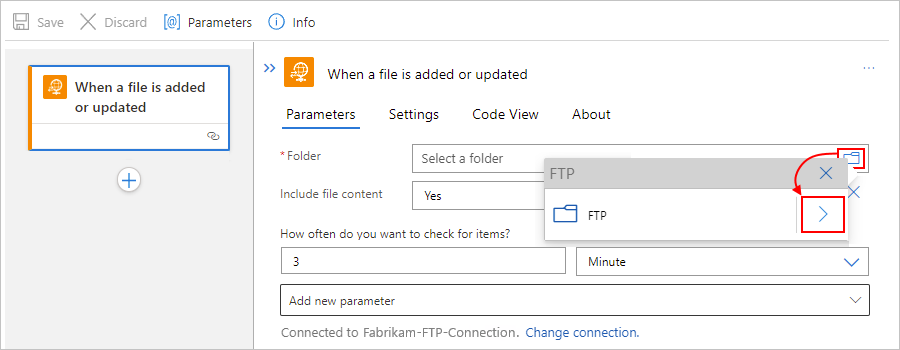 Save Discard [@] Parameters Info
When a file is added
or updated
When a file is added or updated
Parameters Settings Code View About
* Folder
Select a folder
FTP
Include file content
Yes
FTP
How often do you want to check for items?
3
Minute
Add new parameter
Connected to Fabrikam-FTP-Connection. Change connection.